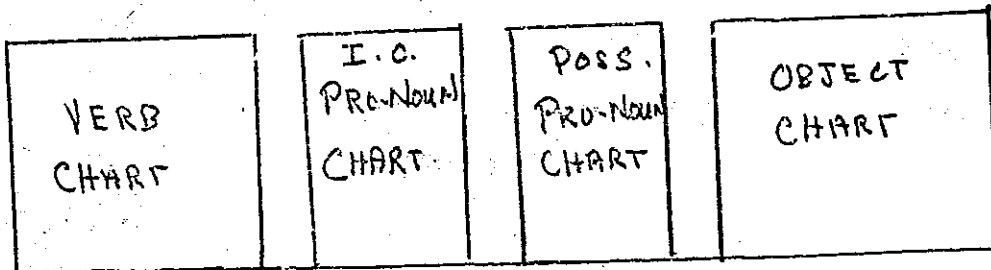 VERB
CHART
I.C.
PRO-NOUN
CHART
POSS.
PRO-NOUN
CHART
OBJECT
CHART